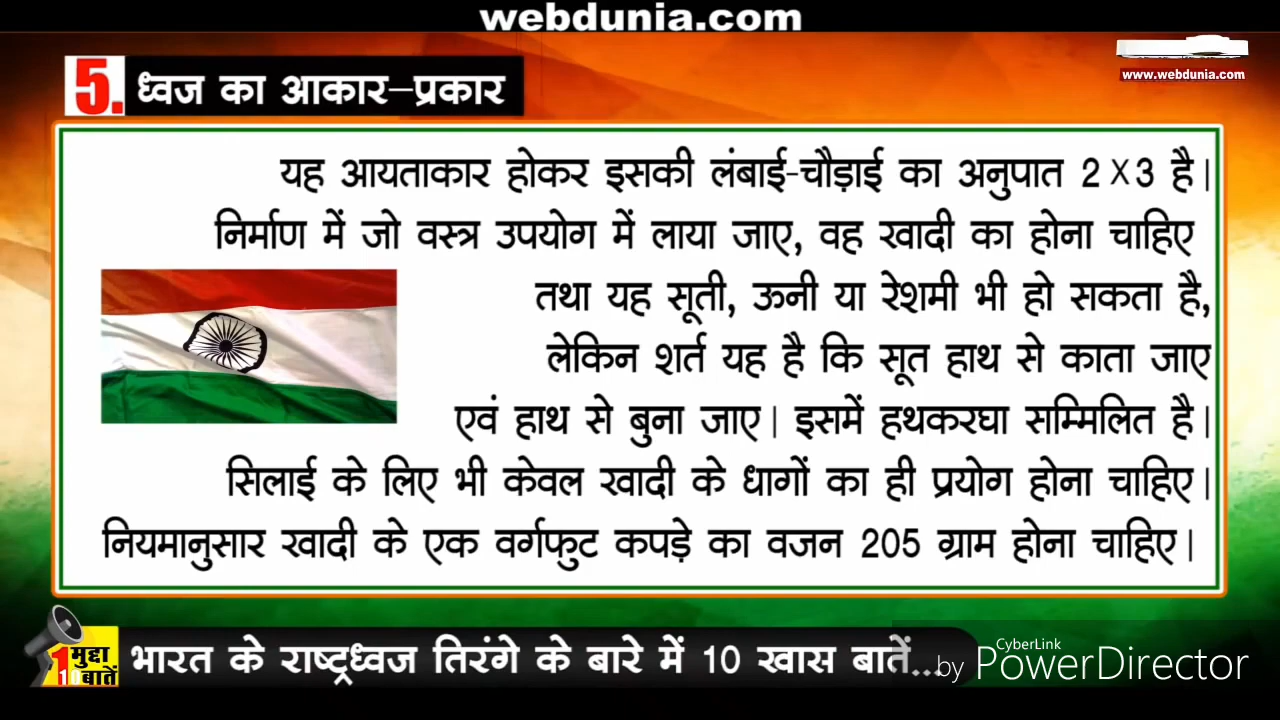 webdunia.com
www.webdunia.com
5. ध्वज का आकार-प्रकार
यह आयताकार होकर इसकी लंबाई-चौड़ाई का अनुपात 2 X 3 है।
निर्माण में जो वस्त्र उपयोग में लाया जाए, वह खादी का होना चाहिए
तथा यह सूती, ऊनी या रेशमी भी हो सकता है,
लेकिन शर्त यह है कि सूत हाथ से काता जाए
एवं हाथ से बुना जाए। इसमें हथकरघा सम्मिलित है।
सिलाई के लिए भी केवल खादी के धागों का ही प्रयोग होना चाहिए।
नियमानुसार खादी के एक वर्गफुट कपड़े का वजन 205 ग्राम होना चाहिए।
1 मुद्दा
10 बातें
भारत के राष्ट्रध्वज तिरंगे के बारे में 10 खास बातें...
by CyberLink PowerDirector